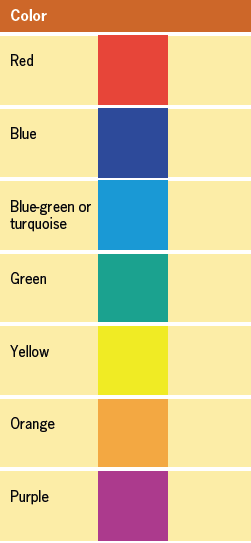 Color
Red
Blue
Blue-green or
turquoise
Green
Yellow
Orange
Purple